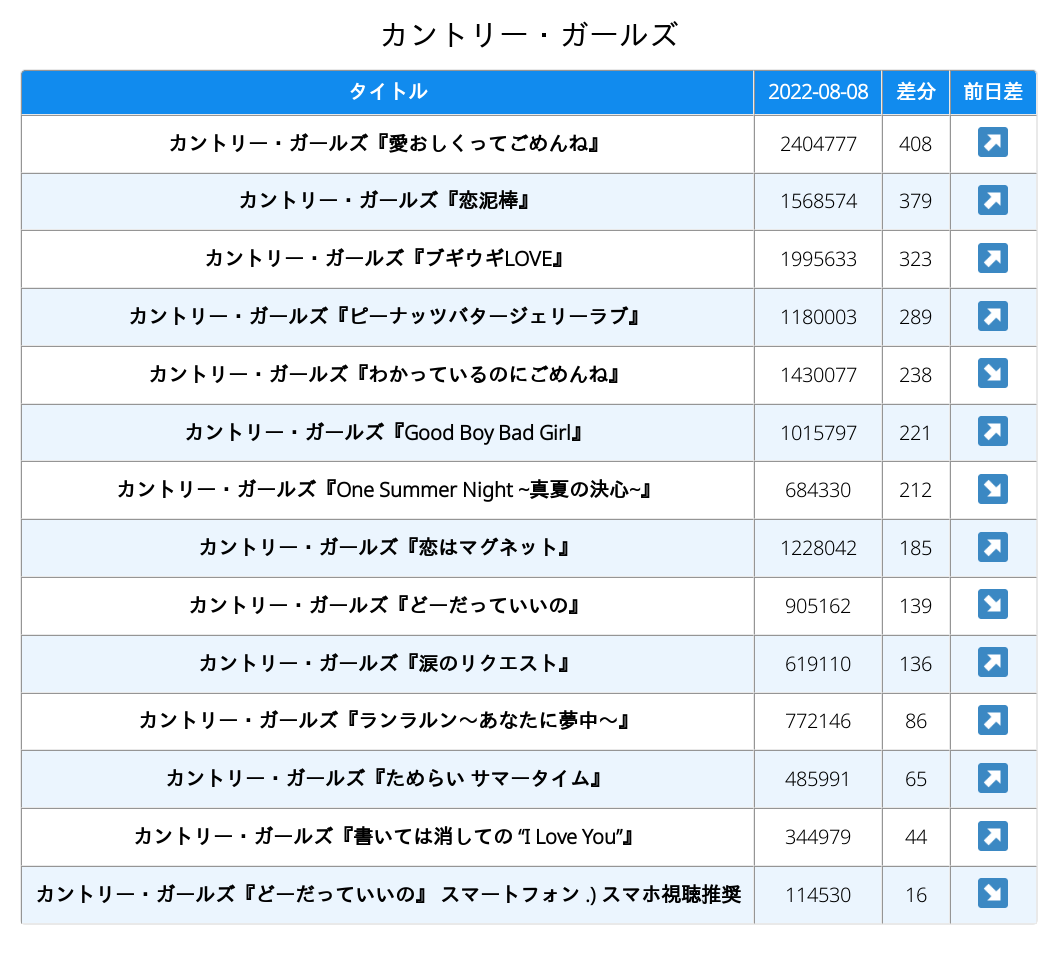 カントリー・ガールズ
タイトル 2022-08-08 差分 前日差
カントリー・ガールズ『愛おしくってごめんね』 2404777 408
カントリー・ガールズ『恋泥棒』 1568574 379
カントリー・ガールズ『ブギウギLOVE』 1995633 323
カントリー・ガールズ『ピーナッツバタージェリーラブ』 1180003 289
カントリー・ガールズ『わかっているのにごめんね』 1430077 238
カントリー・ガールズ『Good Boy Bad Girl』 1015797 221
カントリー・ガールズ『One Summer Night ~真夏の決心~』 684330 212
カントリー・ガールズ『恋はマグネット』 1228042 185
カントリー・ガールズ『どーだっていいの』 905162 139
カントリー・ガールズ『涙のリクエスト』 619110 136
カントリー・ガールズ『ランラルン～あなたに夢中～』 772146 86
カントリー・ガールズ『ためらい サマータイム』 485991 65
カントリー・ガールズ『書いては消しての “I Love You”』 344979 44
カントリー・ガールズ『どーだっていいの』 スマートフォン .) スマホ視聴推奨 114530 16